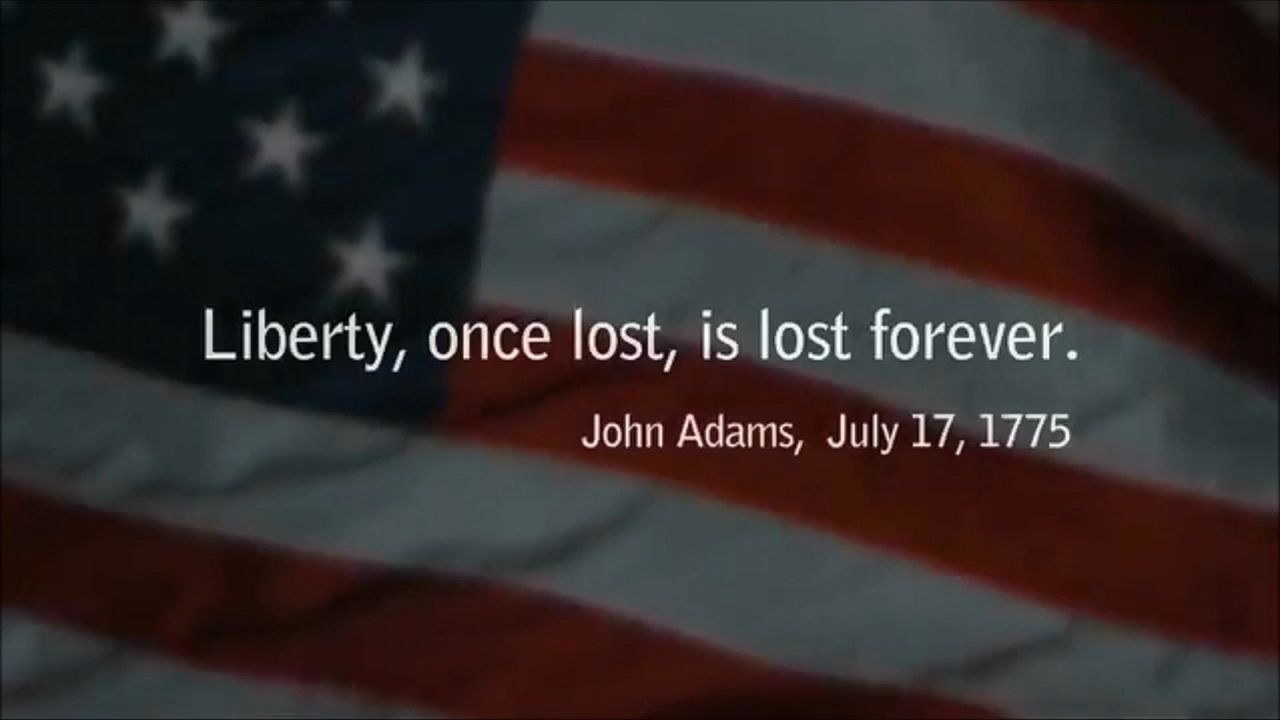 Liberty, once lost, is lost forever.
John Adams, July 17, 1775